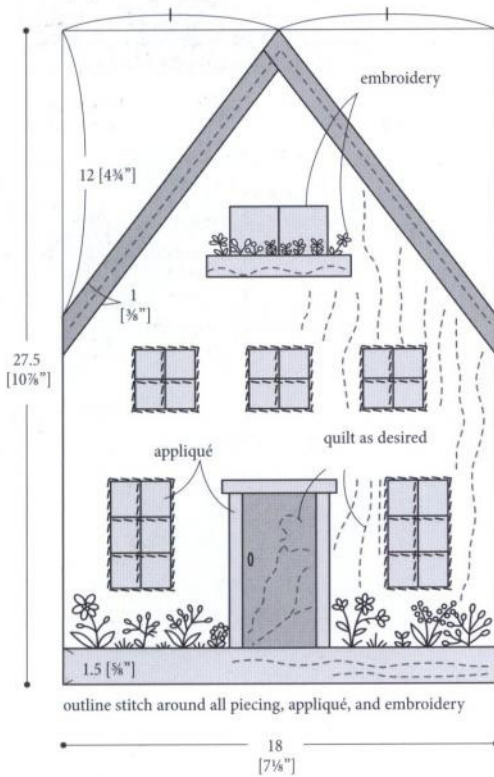 embroidery
12 [4¾”]
1
[⅜”]
27.5
[10⅞”]
quilt as desired
appliqué
1.5 [⅝”]
outline stitch around all piecing, appliqué, and embroidery
18
[7⅛”]